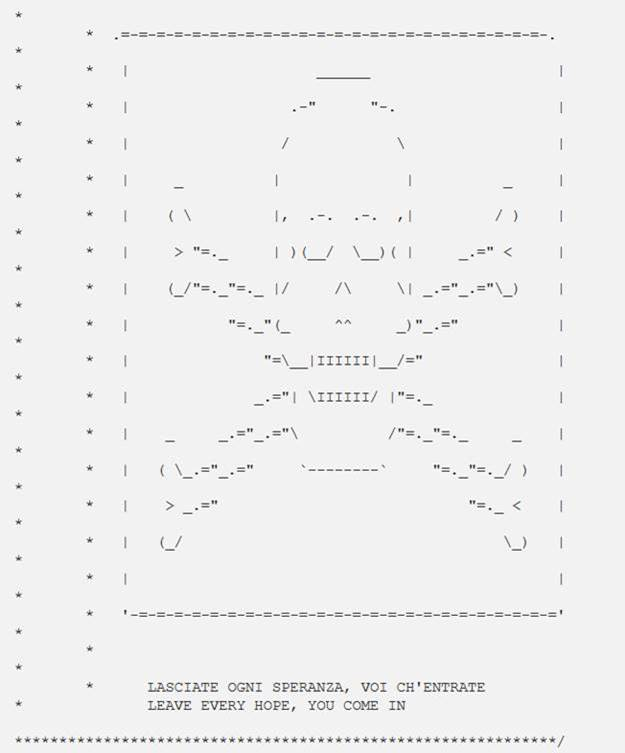 LASCIATE OGNI SPERANZA, VOI CH'ENTRATE
LEAVE EVERY HOPE, YOU COME IN